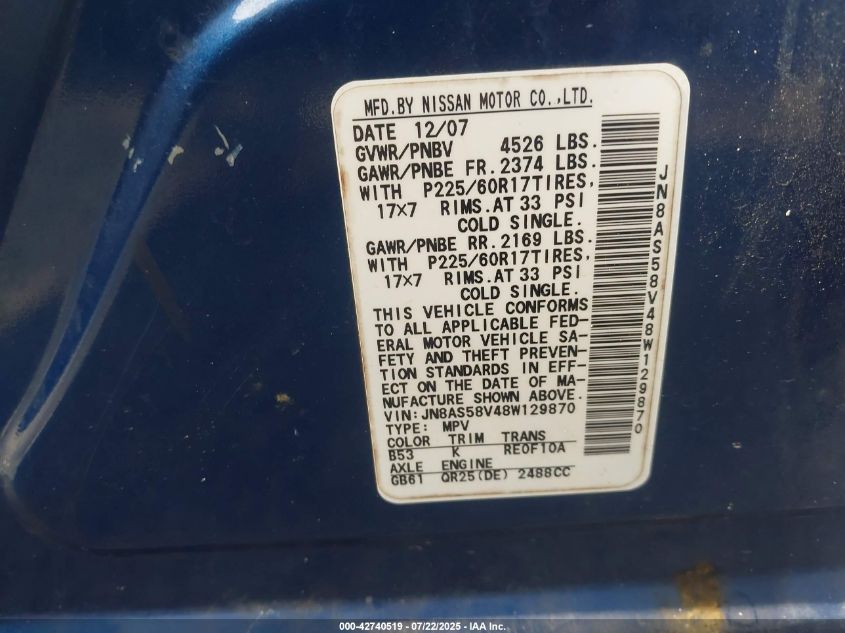 MFD.BY NISSAN MOTOR CO.,LTD.
DATE 12/07
GVWR/PNBV 4526 LBS.
GAWR/PNBE FR. 2374 LBS.
WITH P225/60R17TIRES,
17×7 RIMS.AT 33 PSI
COLD SINGLE.
GAWR/PNBE RR. 2169 LBS.
WITH P225/60R17TIRES,
17×7 RIMS.AT 33 PSI
COLD SINGLE.
THIS VEHICLE CONFORMS
TO ALL APPLICABLE FED-
ERAL MOTOR VEHICLE SA-
FETY AND THEFT PREVEN-
TION STANDARDS IN EFF-
ECT ON THE DATE OF MA-
NUFACTURE SHOWN ABOVE.
VIN:JN8AS58V48W129870
TYPE: MPV
COLOR TRIM TRANS
B53 K RE0F10A
AXLE ENGINE
GB61 QR25(DE) 2488CC
JN8AS58V48W129870
000-42740519 - 07/22/2025 - IAA Inc.